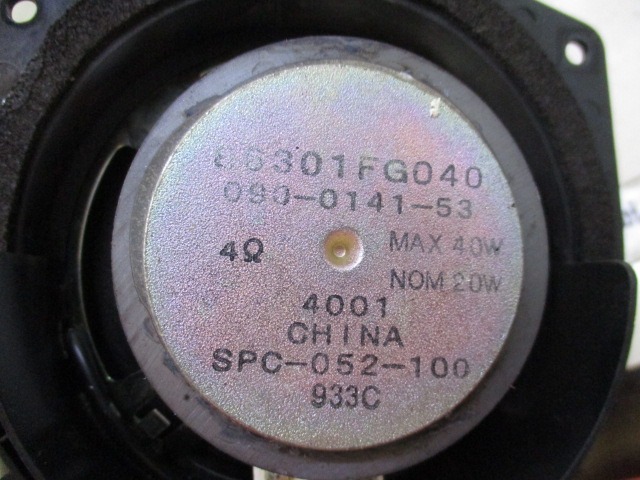 86301FG040
090-0141-53
4Ω MAX 40W
NOM 20W
4001
CHINA
SPC-052-100
933C